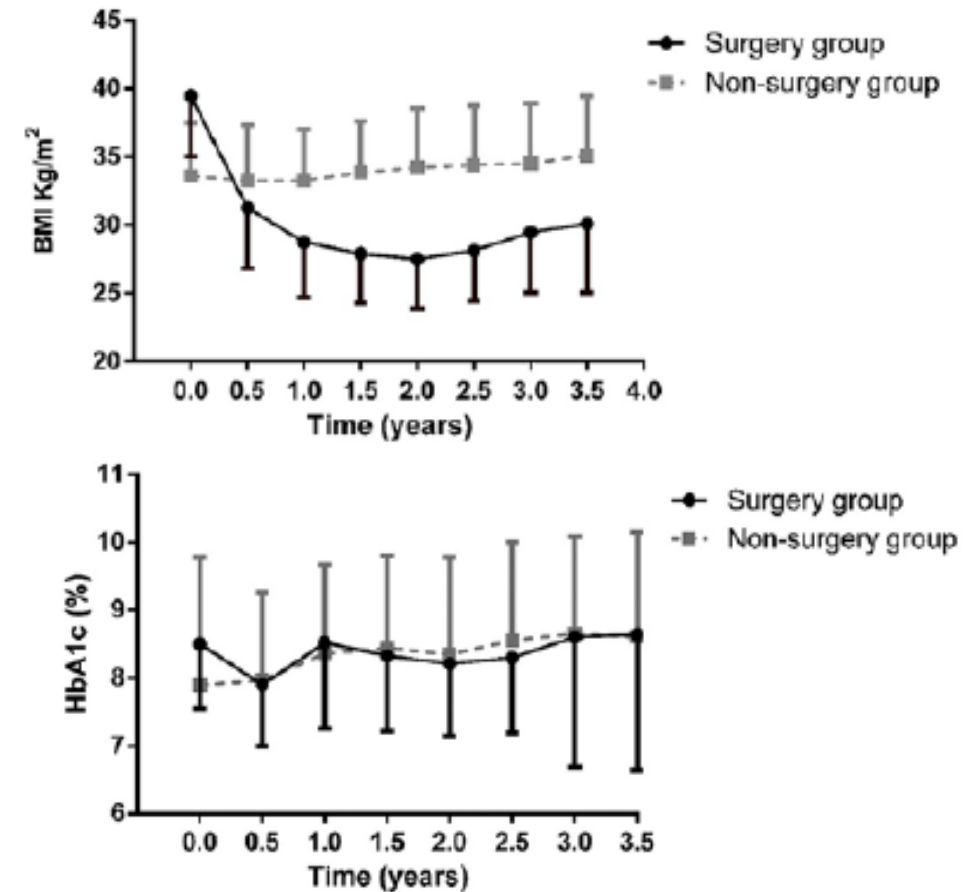 45
40
35
30
25
20
BMI Kg/m²
Surgery group
Non-surgery group
0.0 0.5 1.0 1.5 2.0 2.5 3.0 3.5 4.0
Time (years)
11
10
9
8
7
6
HbA1c (%)
Surgery group
Non-surgery group
0.0 0.5 1.0 1.5 2.0 2.5 3.0 3.5
Time (years)